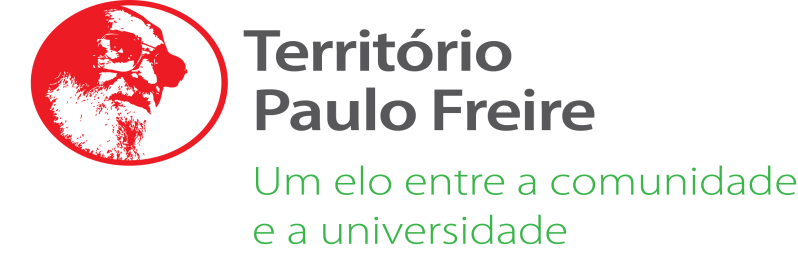 Território
Paulo Freire
Um elo entre a comunidade
e a universidade